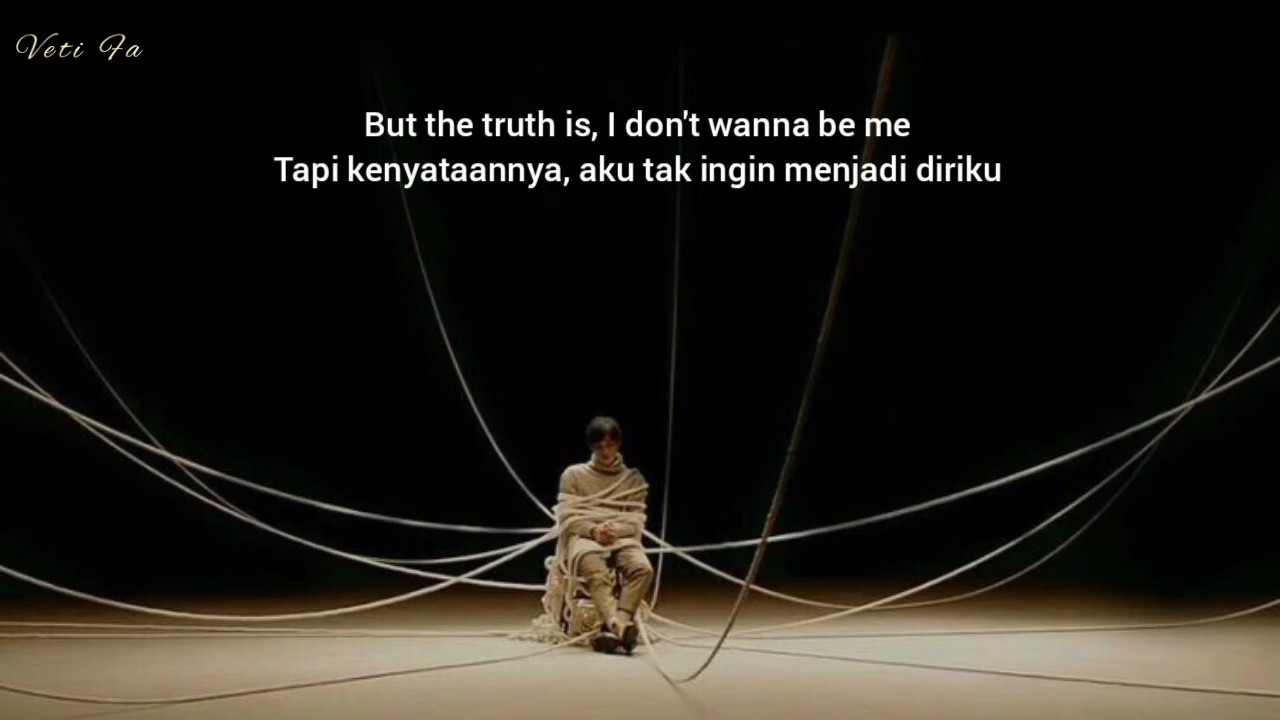 Veti Fa
But the truth is, I don't wanna be me
Tapi kenyataannya, aku tak ingin menjadi diriku